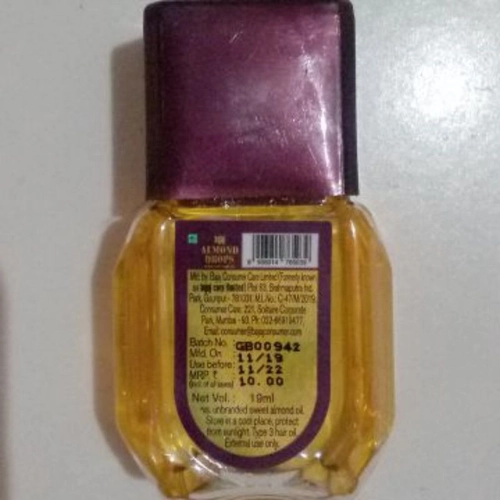 ALMOND
DROPS
Mfd by: Bajaj Consumer Care Limited (Formerly known
as bajaj corp limited) Plot 63, Brahmaputra Ind.
Park, Gauripur - 781031. M.L.No.: C-47/M/2019,
Consumer Care, 221, Solitaire Corporate
Park, Mumbai - 93. Ph: 022-66919477,
Email: consumer@bajajconsumer.com
Batch No. GB00942
Mfd. On 11/19
Use before: 11/22
MRP ₹ 10.00
(Incl. of all taxes)
Net Vol.: 19ml
unbranded sweet almond oil.
Store in a cool place, protect
from sunlight. Type 3 hair oil.
External use only.